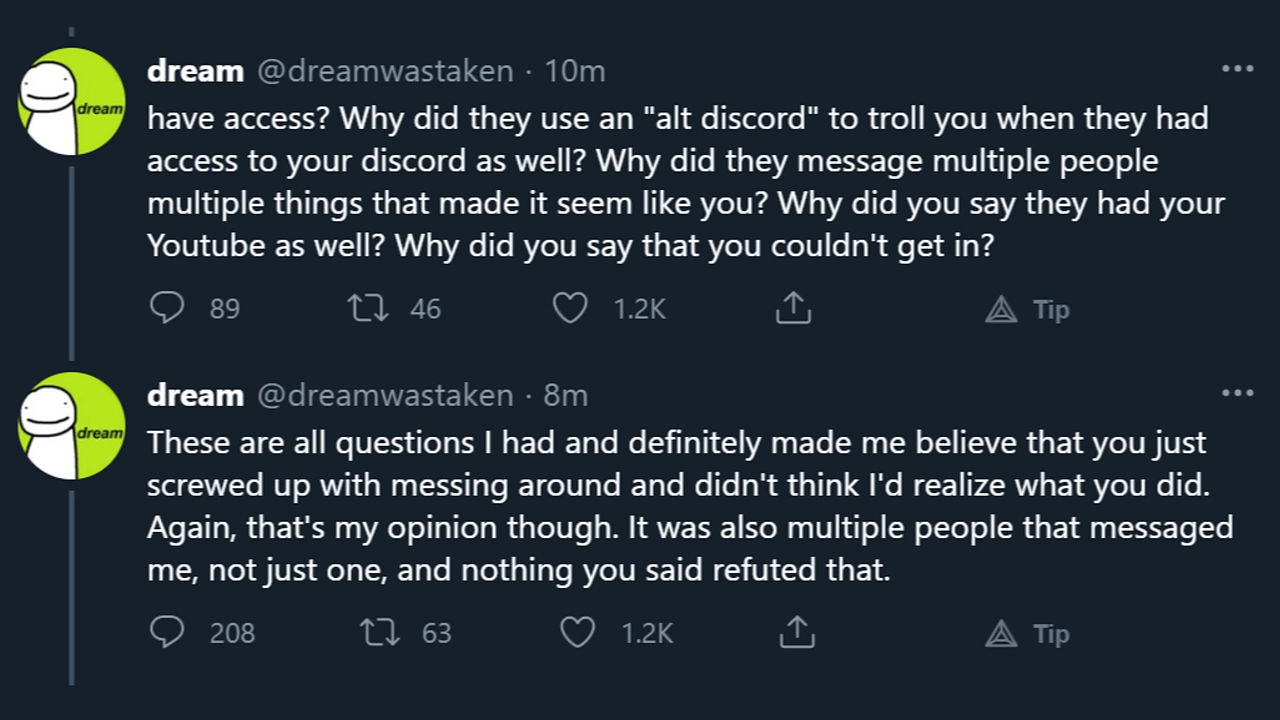 dream @dreamwastaken · 10m
have access? Why did they use an "alt discord" to troll you when they had
access to your discord as well? Why did they message multiple people
multiple things that made it seem like you? Why did you say they had your
Youtube as well? Why did you say that you couldn't get in?
89 46 1.2K Tip
dream
dream @dreamwastaken · 8m
These are all questions I had and definitely made me believe that you just
screwed up with messing around and didn't think I'd realize what you did.
Again, that's my opinion though. It was also multiple people that messaged
me, not just one, and nothing you said refuted that.
208 63 1.2K Tip
dream